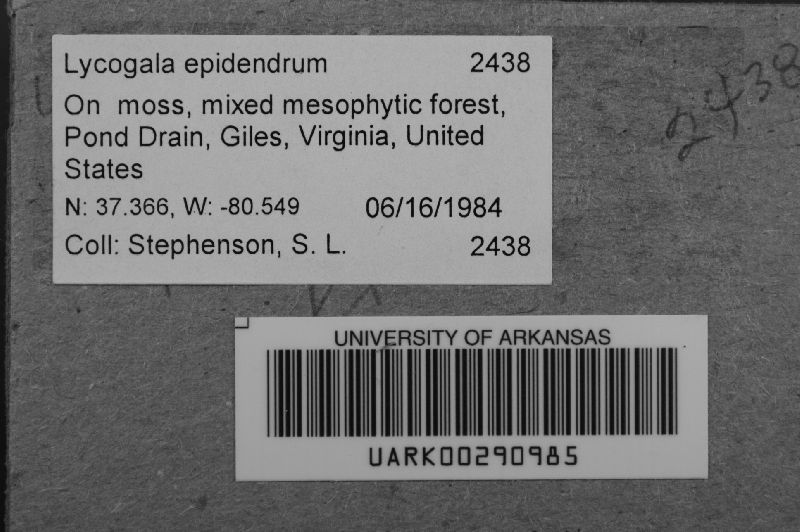 Lycogala epidendrum 2438
On moss, mixed mesophytic forest,
Pond Drain, Giles, Virginia, United
States
N: 37.366, W: -80.549 06/16/1984
Coll: Stephenson, S. L. 2438
2438
UNIVERSITY OF ARKANSAS
UARK00290985